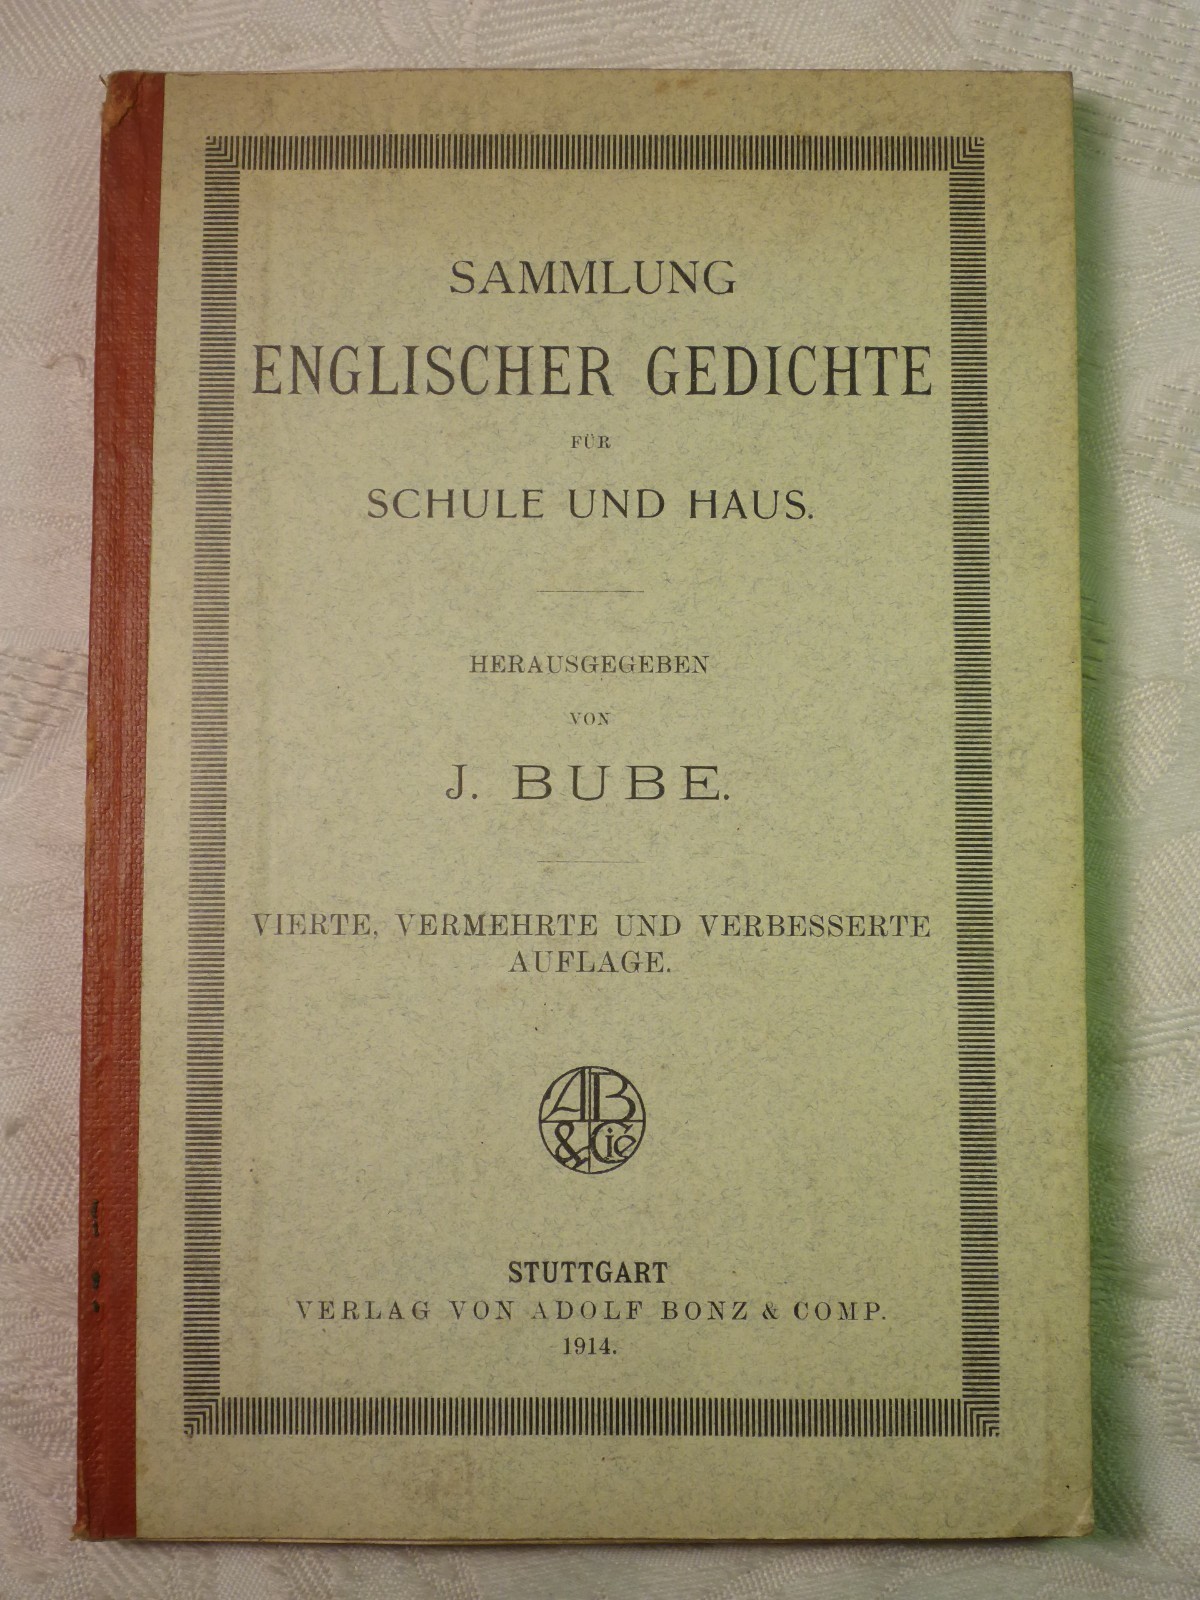 SAMMLUNG
ENGLISCHER GEDICHTE
FÜR
SCHULE UND HAUS.
HERAUSGEGEBEN
VON
J. BUBE.
VIERTE, VERMEHRTE UND VERBESSERTE
AUFLAGE.
AB
& Cié
STUTTGART
VERLAG VON ADOLF BONZ & COMP.
1914.